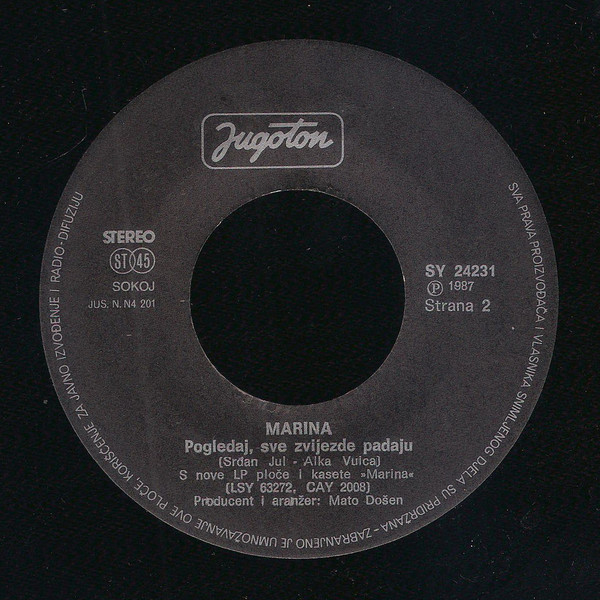 Jugoton
STEREO
ST 45
SOKOJ
JUS. N. N4 201
SY 24231
Ⓟ 1987
Strana 2
MARINA
Pogledaj, sve zvijezde padaju
(Srđan Jul - Alka Vuica)
S nove LP ploče i kasete »Marina«
(LSY 63272, CAY 2008)
Producent i aranžer: Mato Došen
SVA PRAVA PROIZVOĐAČA I VLASNIKA SNIMLJENOG DJELA SU PRIDRŽANA - ZABRANJENO JE UMNOŽAVANJE OVE PLOČE, KORIŠĆENJE ZA JAVNO IZVOĐENJE I RADIO-DIFUZIJU